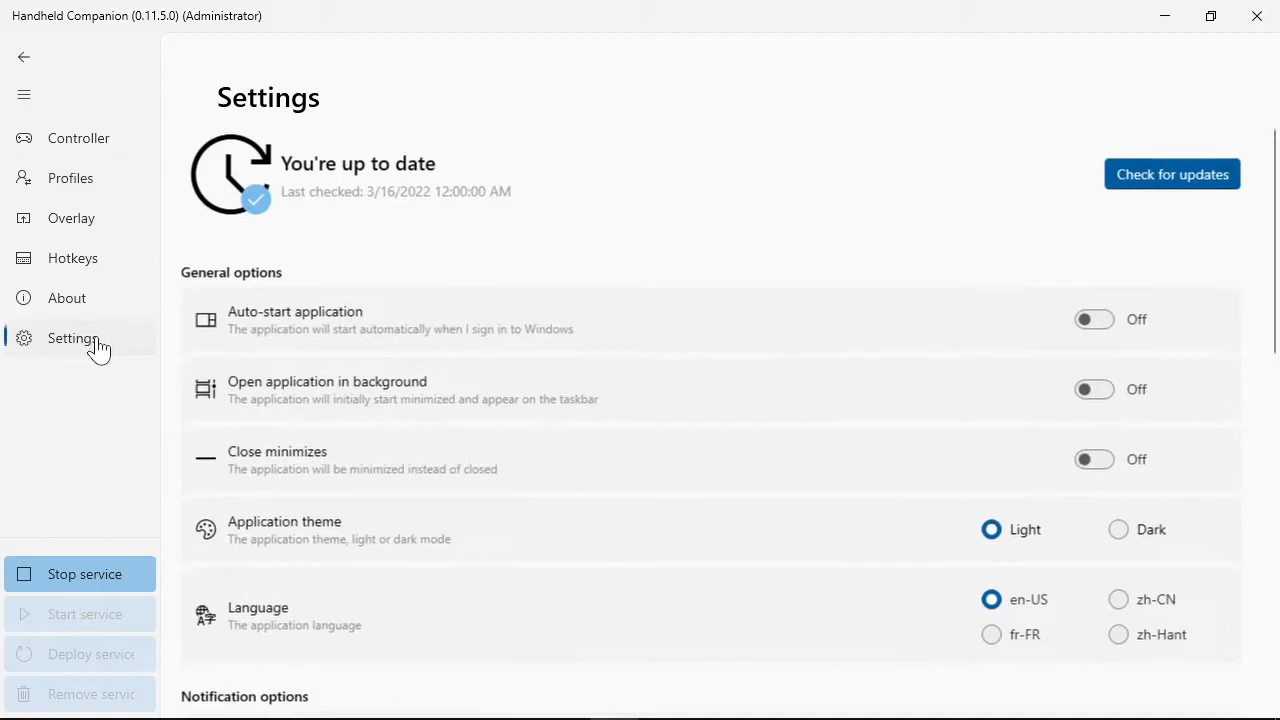 Handheld Companion (0.11.5.0) (Administrator)
Controller
Profiles
Overlay
Hotkeys
About
Settings
Stop service
Start service
Deploy service
Remove servic
Settings
You're up to date
Last checked: 3/16/2022 12:00:00 AM
Check for updates
General options
Auto-start application
The application will start automatically when I sign in to Windows
Off
Open application in background
The application will initially start minimized and appear on the taskbar
Off
Close minimizes
The application will be minimized instead of closed
Off
Application theme
The application theme, light or dark mode
Light
Dark
Language
The application language
en-US
zh-CN
fr-FR
zh-Hant
Notification options